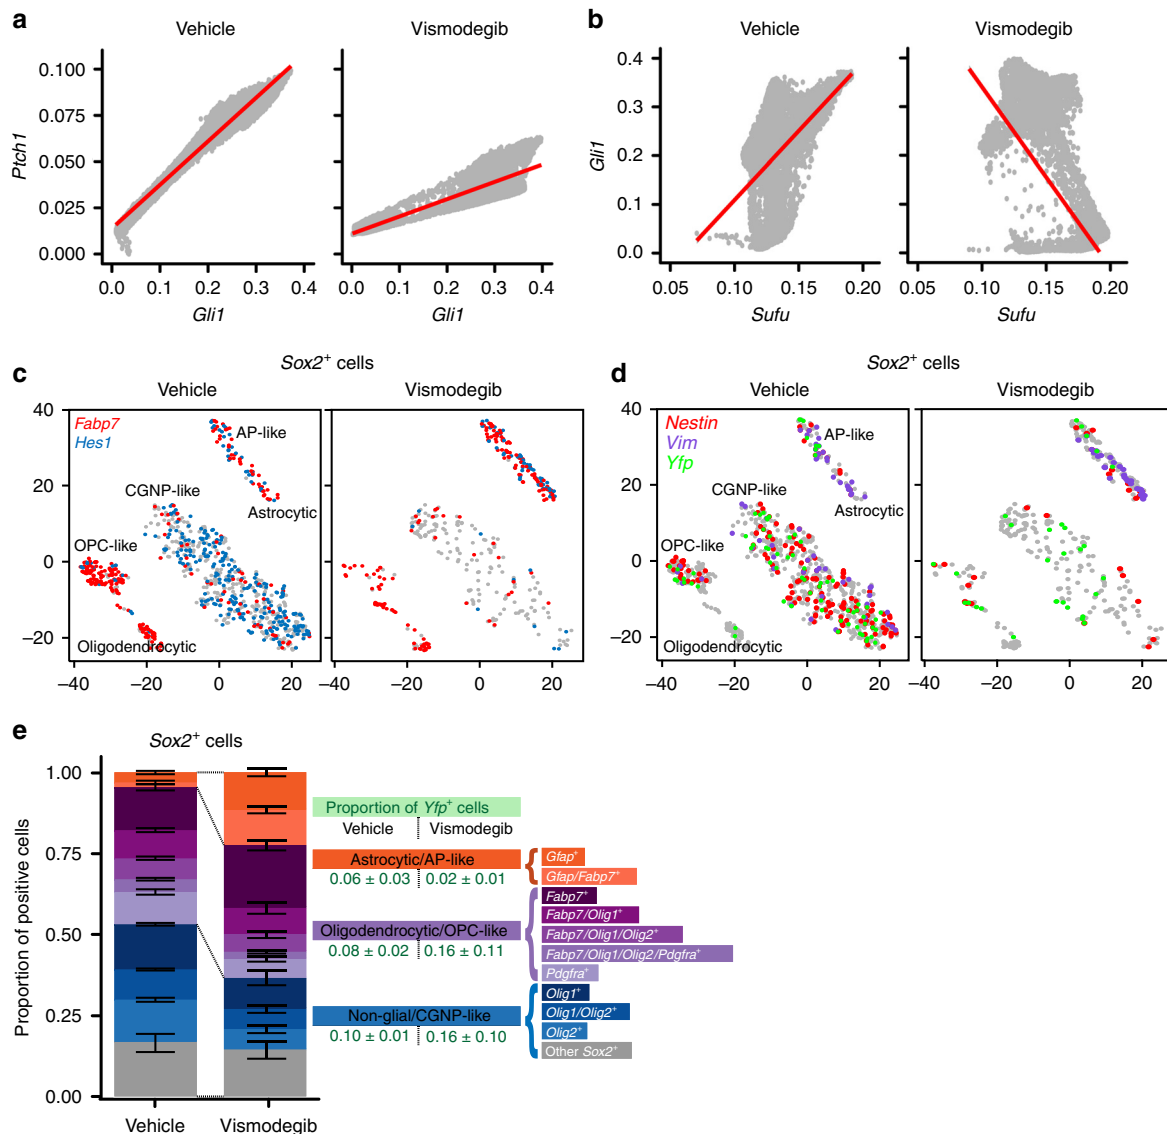 a
Vehicle
Vismodegib
0.100
0.075
0.050
0.025
0.000
Ptch1
0.0 0.1 0.2 0.3 0.4
0.0 0.1 0.2 0.3 0.4
Gli1
Gli1
b
Vehicle
Vismodegib
0.4
0.3
0.2
0.1
0.0
Gli1
0.05 0.10 0.15 0.20
0.05 0.10 0.15 0.20
Sufu
Sufu
c
Sox2+ cells
Vehicle
Vismodegib
40
20
0
−20
Fabp7
Hes1
AP-like
Astrocytic
CGNP-like
OPC-like
Oligodendrocytic
−40 −20 0 20
−40 −20 0 20
d
Sox2+ cells
Vehicle
Vismodegib
40
20
0
−20
Nestin
Vim
Yfp
AP-like
Astrocytic
CGNP-like
OPC-like
Oligodendrocytic
−40 −20 0 20
−40 −20 0 20
e
Sox2+ cells
1.00
0.75
0.50
0.25
0.00
Proportion of positive cells
Vehicle
Vismodegib
Proportion of Yfp+ cells
Vehicle Vismodegib
Astrocytic/AP-like
0.06 ± 0.03 0.02 ± 0.01
Oligodendrocytic/OPC-like
0.08 ± 0.02 0.16 ± 0.11
Non-glial/CGNP-like
0.10 ± 0.01 0.16 ± 0.10
Gfap+
Gfap/Fabp7+
Fabp7+
Fabp7/Olig1+
Fabp7/Olig1/Olig2+
Fabp7/Olig1/Olig2/Pdgfra+
Pdgfra+
Olig1+
Olig1/Olig2+
Olig2+
Other Sox2+